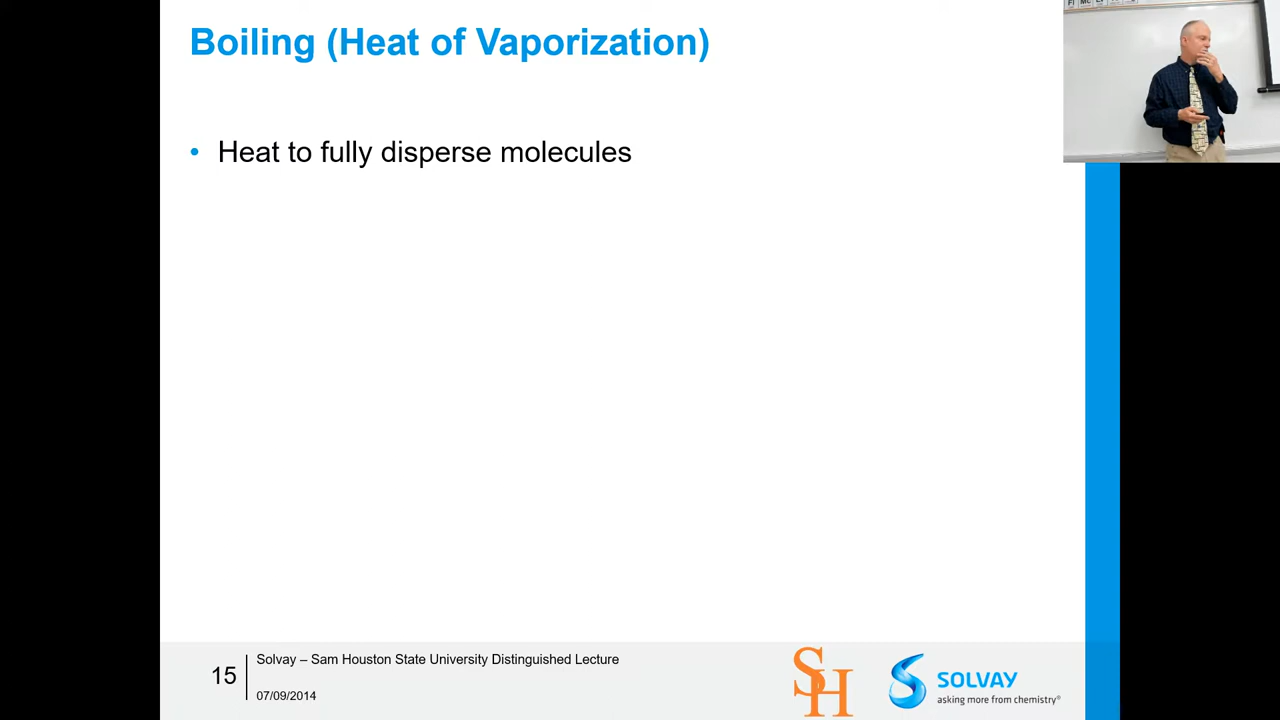 Boiling (Heat of Vaporization)
• Heat to fully disperse molecules
15
Solvay – Sam Houston State University Distinguished Lecture
07/09/2014
SH
SOLVAY
asking more from chemistry®